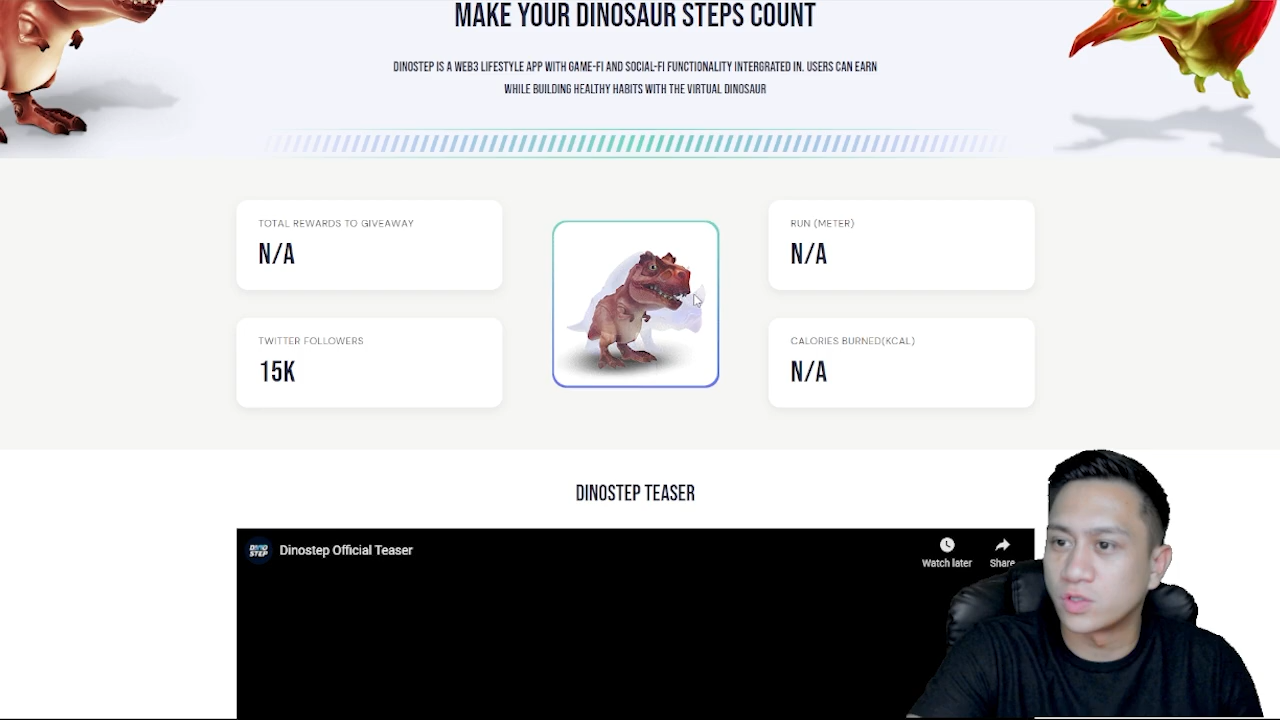 MAKE YOUR DINOSAUR STEPS COUNT
DINOSTEP IS A WEB3 LIFESTYLE APP WITH GAME-FI AND SOCIAL-FI FUNCTIONALITY INTERGRATED IN. USERS CAN EARN
WHILE BUILDING HEALTHY HABITS WITH THE VIRTUAL DINOSAUR
TOTAL REWARDS TO GIVEAWAY
N/A
RUN (METER)
N/A
TWITTER FOLLOWERS
15K
CALORIES BURNED(KCAL)
N/A
DINOSTEP TEASER
DINO
STEP
Dinostep Official Teaser
Watch later
Share